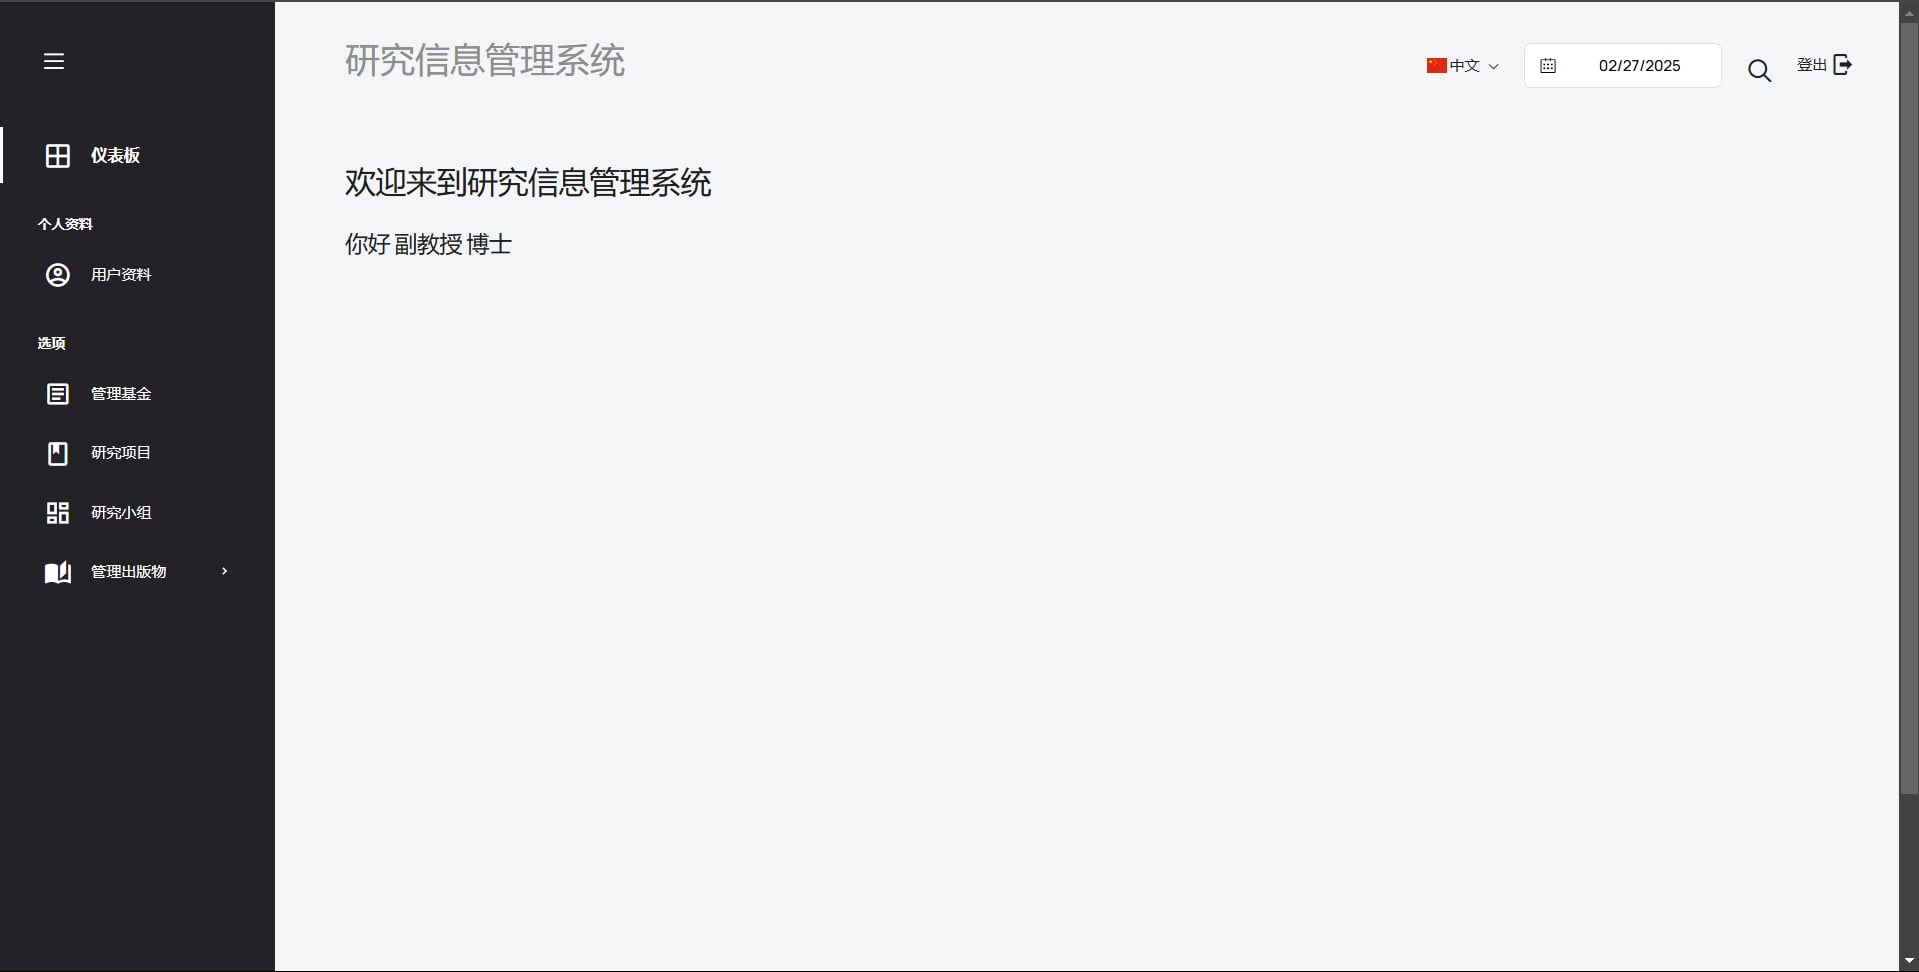 研究信息管理系统
中文
02/27/2025
登出
仪表板
个人资料
用户资料
选项
管理基金
研究项目
研究小组
管理出版物
欢迎来到研究信息管理系统
你好 副教授 博士